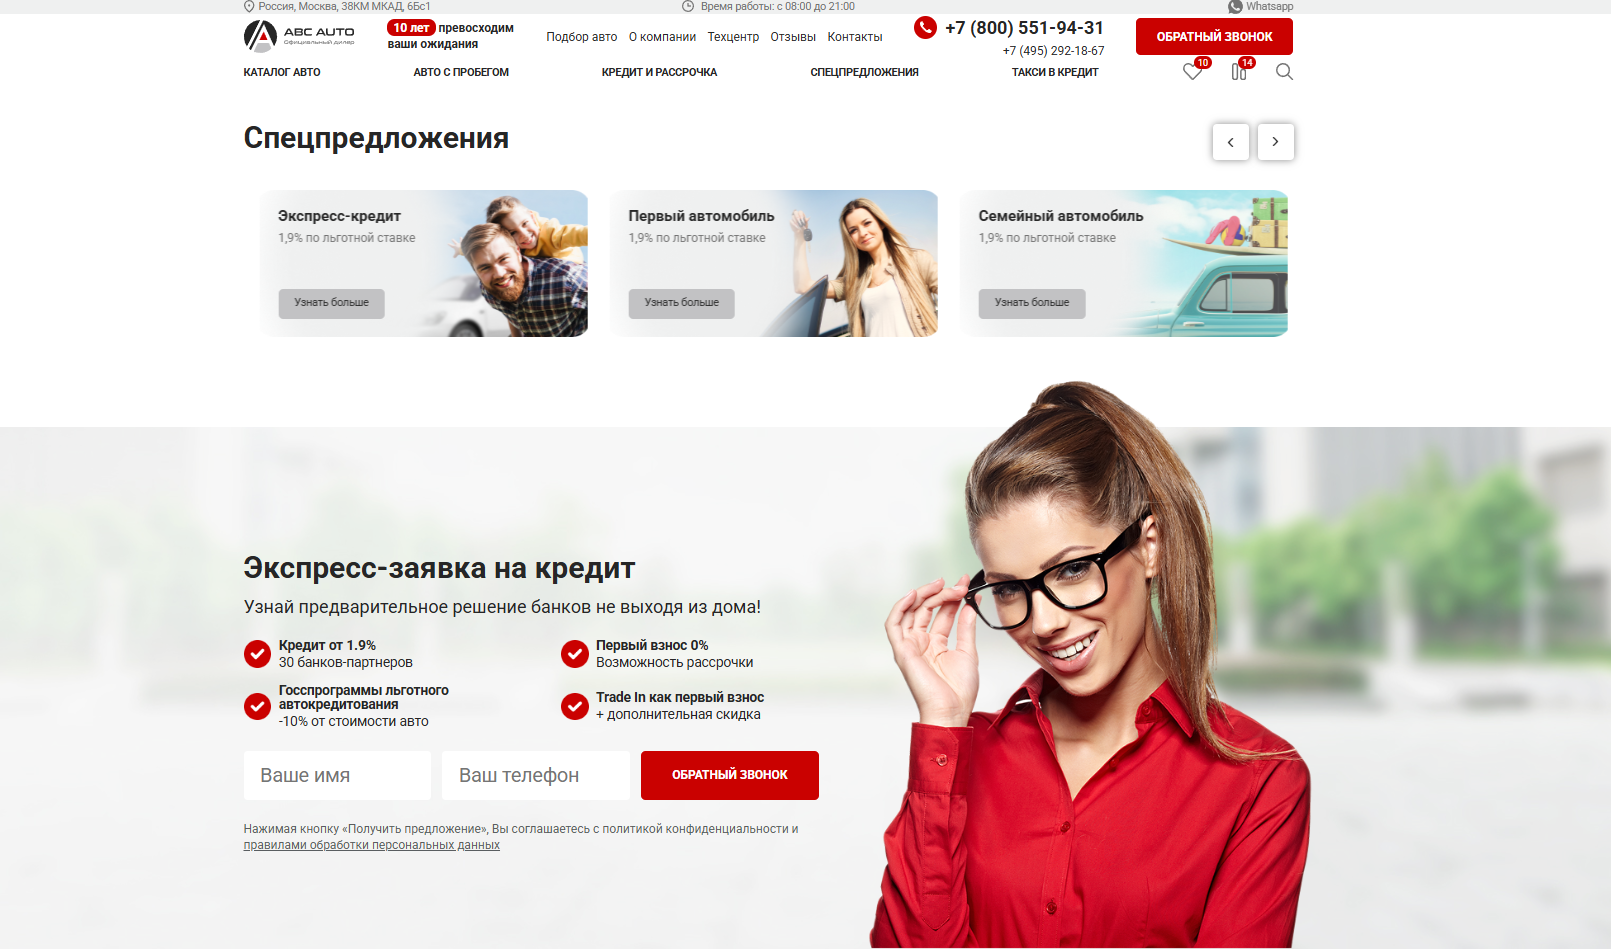 Россия, Москва, 38КМ МКАД, 6Бс1
Время работы: с 08:00 до 21:00
Whatsapp
ABC AUTO
Официальный дилер
10 лет превосходим
ваши ожидания
Подбор авто О компании Техцентр Отзывы Контакты
+7 (800) 551-94-31
+7 (495) 292-18-67
ОБРАТНЫЙ ЗВОНОК
КАТАЛОГ АВТО
АВТО С ПРОБЕГОМ
КРЕДИТ И РАССРОЧКА
СПЕЦПРЕДЛОЖЕНИЯ
ТАКСИ В КРЕДИТ
10
14
Спецпредложения
Экспресс-кредит
1,9% по льготной ставке
Узнать больше
Первый автомобиль
1,9% по льготной ставке
Узнать больше
Семейный автомобиль
1,9% по льготной ставке
Узнать больше
Экспресс-заявка на кредит
Узнай предварительное решение банков не выходя из дома!
Кредит от 1.9%
30 банков-партнеров
Первый взнос 0%
Возможность рассрочки
Госспрограммы льготного
автокредитования
-10% от стоимости авто
Trade In как первый взнос
+ дополнительная скидка
Ваше имя
Ваш телефон
ОБРАТНЫЙ ЗВОНОК
Нажимая кнопку «Получить предложение», Вы соглашаетесь с политикой конфиденциальности и
правилами обработки персональных данных